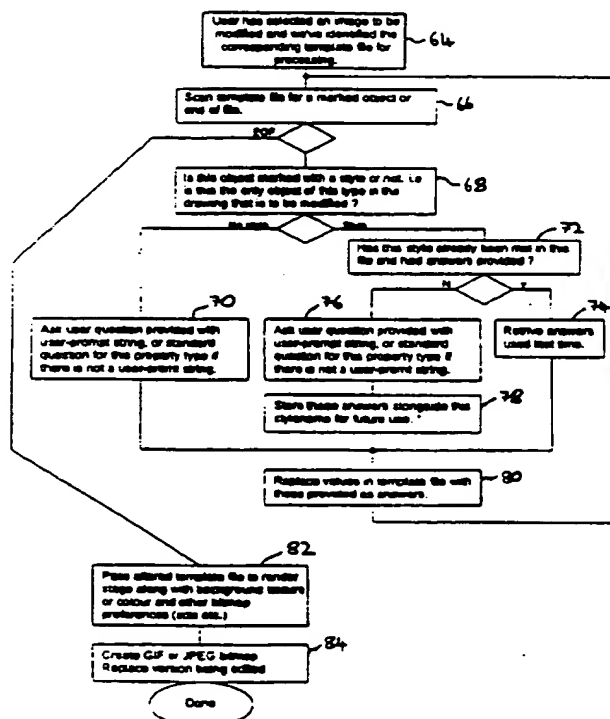 User has selected an image to be
modified and we've identified the
corresponding template file for
processing.
64
Scan template file for a marked object or
end of file.
66
EOF
Is this object marked with a style or not. i.e
is this the only object of this type in the
drawing that is to be modified ?
68
No style
Style
72
Has this style already been met in this
file and had answers provided ?
N
Y
70
Ask user question provided with
user-prompt string, or standard
question for this property type if
there is not a user-prompt string.
76
Ask user question provided with
user-prompt string, or standard
question for this property type if
there is not a user-premt string.
74
Retrive answers
used last time.
78
Store these answers alongside this
stylename for future use.
80
Replace values in template file with
those provided as answers.
82
Pass altered template file to render
stage along with background texture
or colour and other bitmap
preferences (size etc.)
84
Create GIF or JPEG bitmap
Replace version being edited
Done